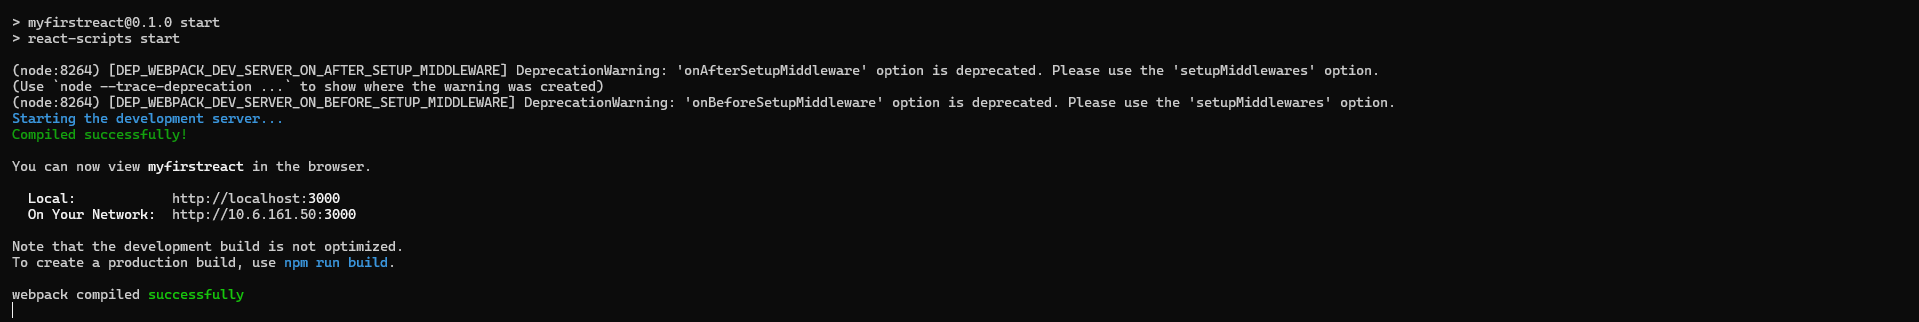 > myfirstreact@0.1.0 start
> react-scripts start
(node:8264) [DEP_WEBPACK_DEV_SERVER_ON_AFTER_SETUP_MIDDLEWARE] DeprecationWarning: 'onAfterSetupMiddleware' option is deprecated. Please use the 'setupMiddlewares' option.
(Use `node --trace-deprecation ...` to show where the warning was created)
(node:8264) [DEP_WEBPACK_DEV_SERVER_ON_BEFORE_SETUP_MIDDLEWARE] DeprecationWarning: 'onBeforeSetupMiddleware' option is deprecated. Please use the 'setupMiddlewares' option.
Starting the development server...
Compiled successfully!
You can now view myfirstreact in the browser.
Local: http://localhost:3000
On Your Network: http://10.6.161.50:3000
Note that the development build is not optimized.
To create a production build, use npm run build.
webpack compiled successfully